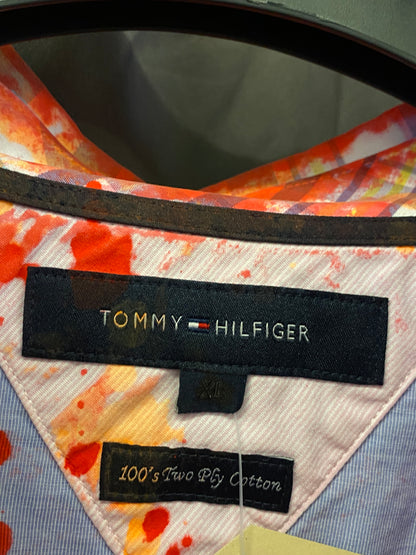 TOMMY HILFIGER
XL
100's Two Ply Cotton